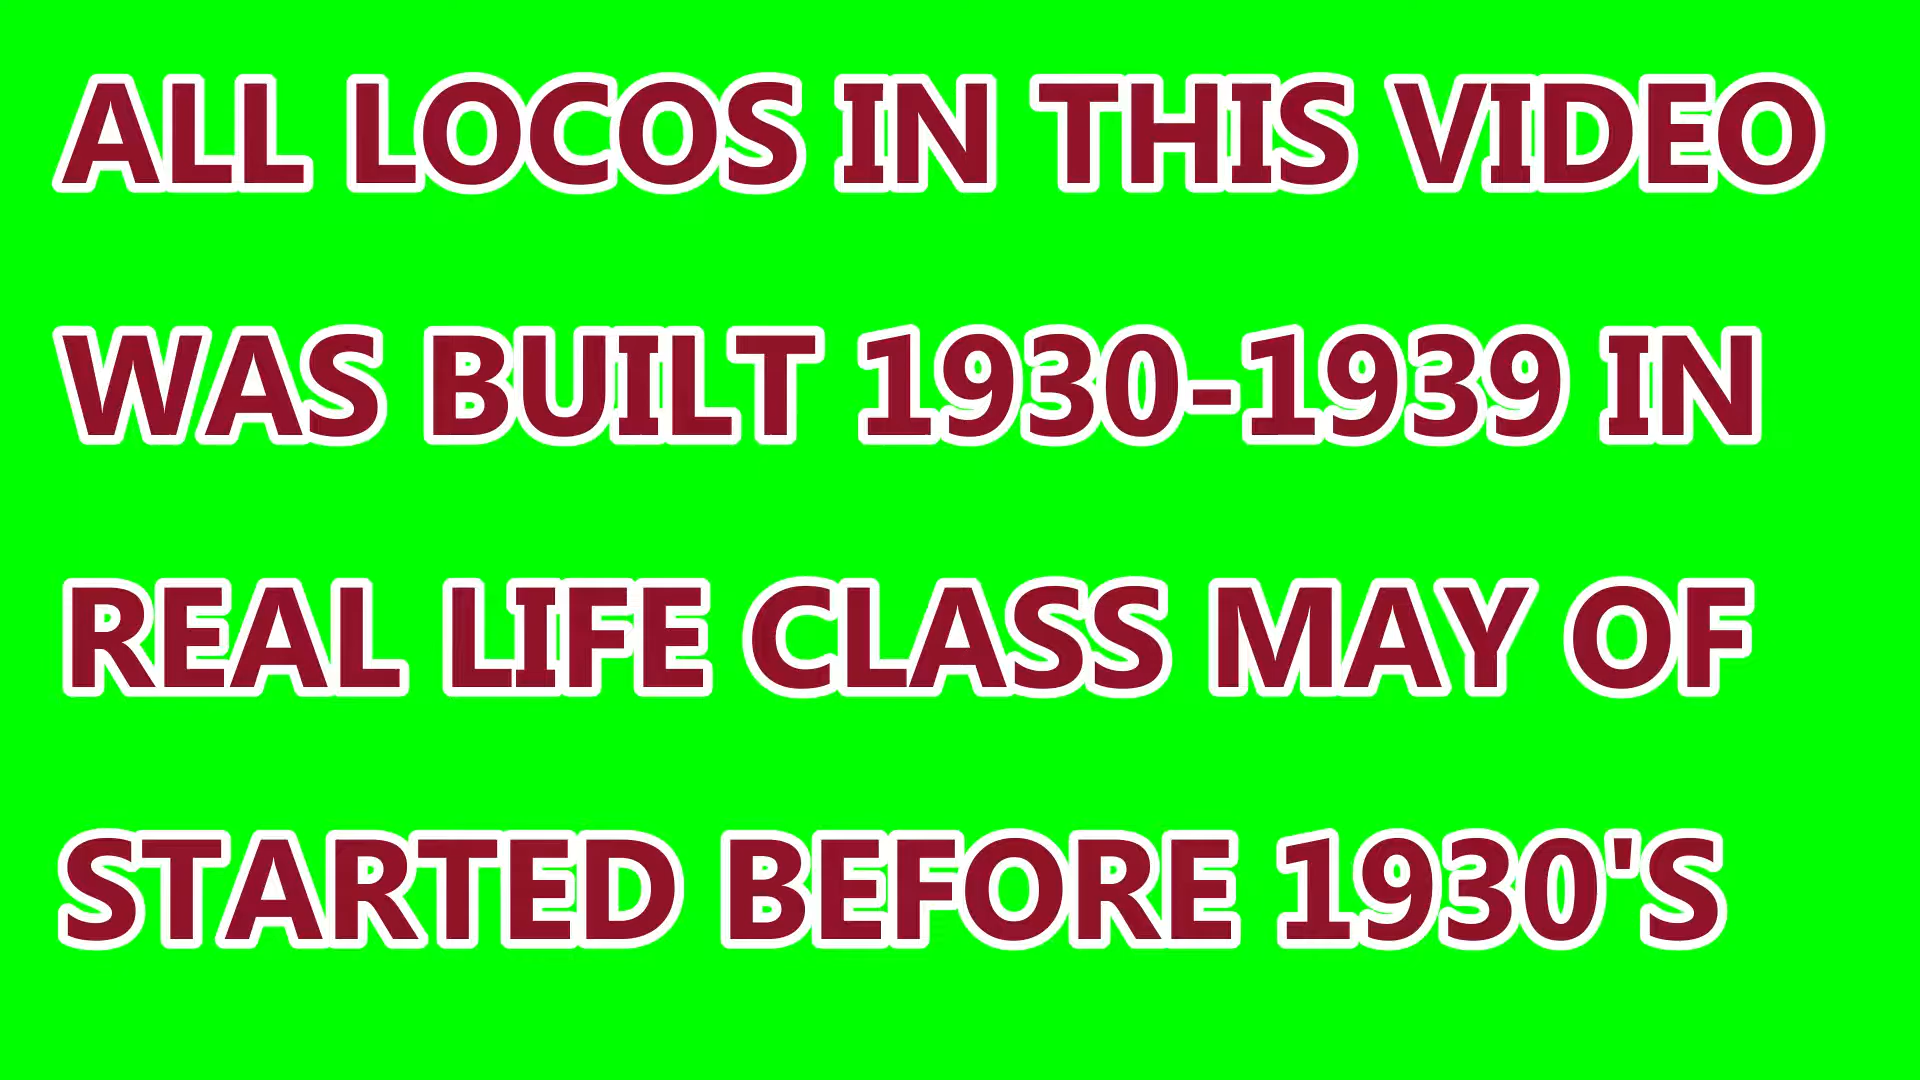 ALL LOCOS IN THIS VIDEO
WAS BUILT 1930-1939 IN
REAL LIFE CLASS MAY OF
STARTED BEFORE 1930'S